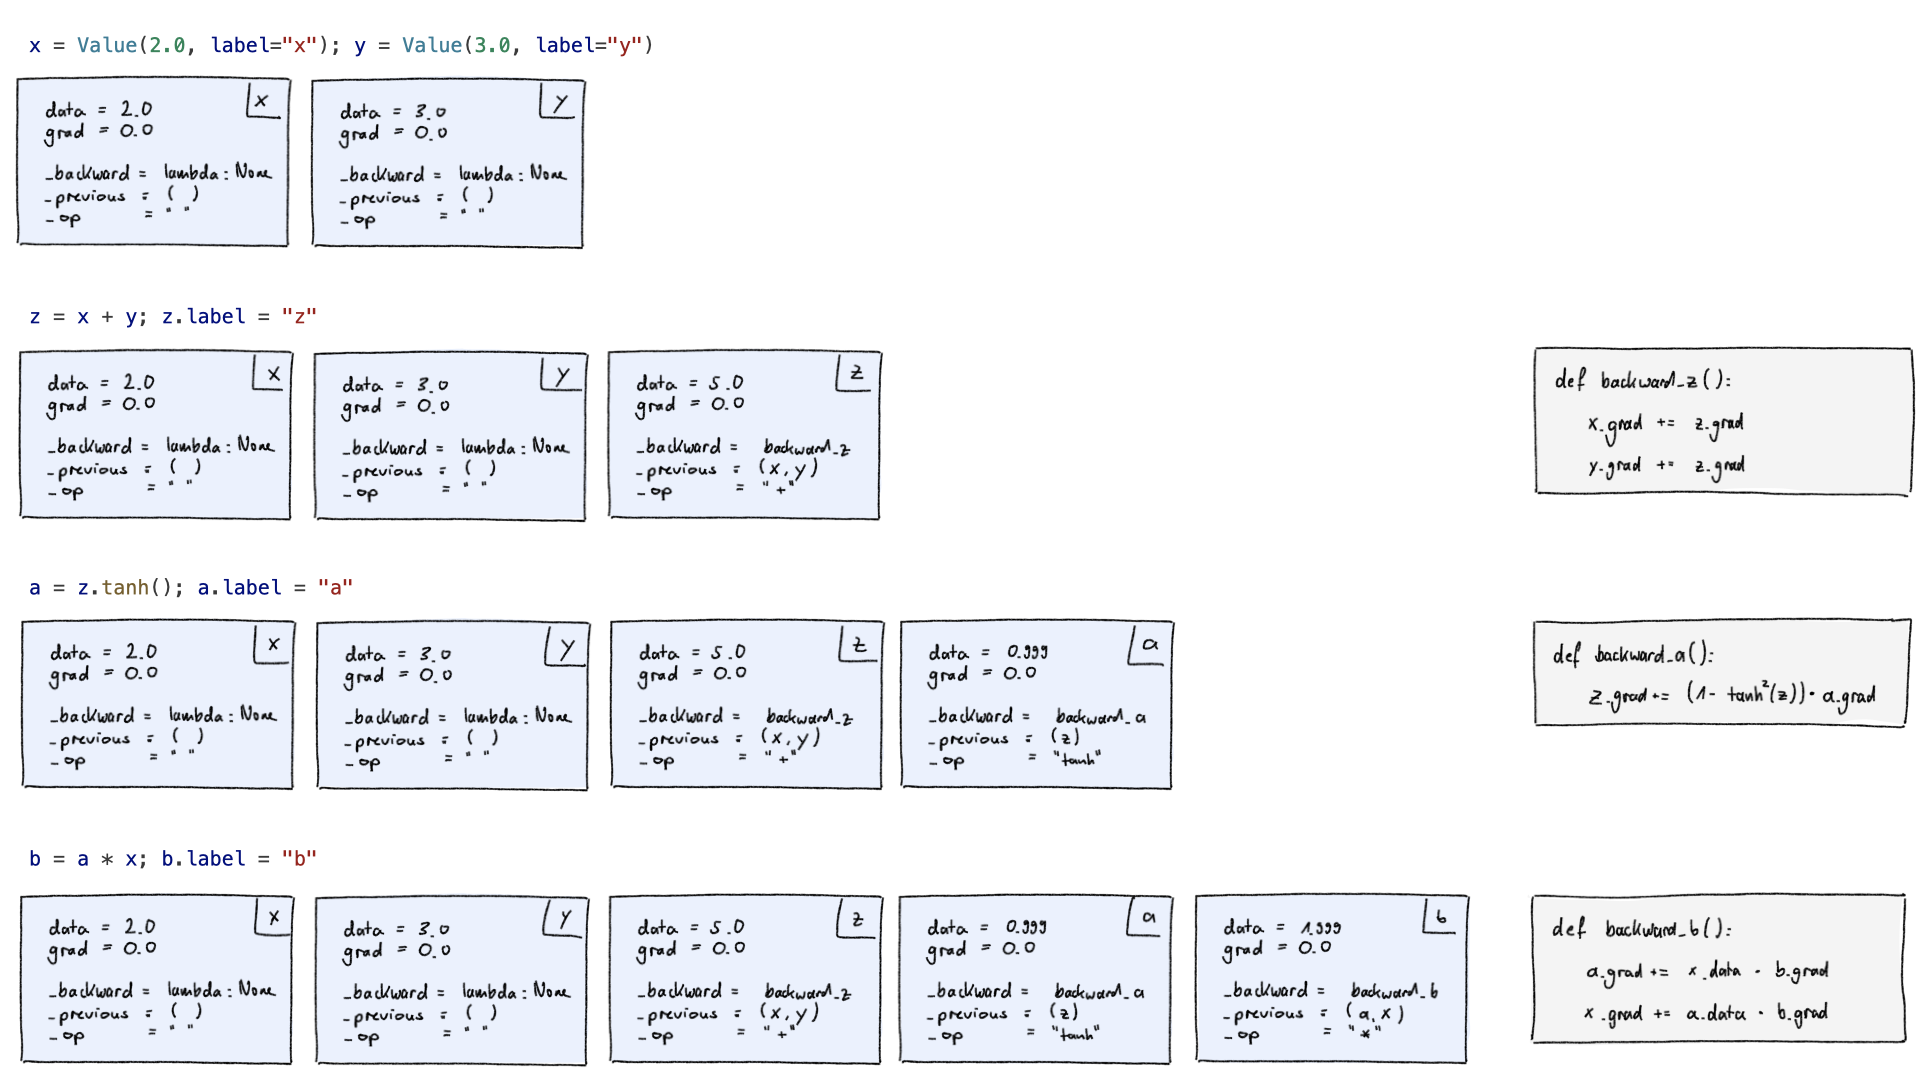 x = Value(2.0, label="x"); y = Value(3.0, label="y")
x
data = 2.0
grad = 0.0
_backward = lambda: None
_previous = ( )
_op = " "
y
data = 3.0
grad = 0.0
_backward = lambda: None
_previous = ( )
_op = " "
z = x + y; z.label = "z"
x
data = 2.0
grad = 0.0
_backward = lambda: None
_previous = ( )
_op = " "
y
data = 3.0
grad = 0.0
_backward = lambda: None
_previous = ( )
_op = " "
z
data = 5.0
grad = 0.0
_backward = backward_z
_previous = (x, y)
_op = "+"
def backward_z():
x.grad += z.grad
y.grad += z.grad
a = z.tanh(); a.label = "a"
x
data = 2.0
grad = 0.0
_backward = lambda: None
_previous = ( )
_op = " "
y
data = 3.0
grad = 0.0
_backward = lambda: None
_previous = ( )
_op = " "
z
data = 5.0
grad = 0.0
_backward = backward_z
_previous = (x, y)
_op = "+"
a
data = 0.999
grad = 0.0
_backward = backward_a
_previous = (z)
_op = "tanh"
def backward_a():
z.grad += (1 - tanh²(z)) · a.grad
b = a * x; b.label = "b"
x
data = 2.0
grad = 0.0
_backward = lambda: None
_previous = ( )
_op = " "
y
data = 3.0
grad = 0.0
_backward = lambda: None
_previous = ( )
_op = " "
z
data = 5.0
grad = 0.0
_backward = backward_z
_previous = (x, y)
_op = "+"
a
data = 0.999
grad = 0.0
_backward = backward_a
_previous = (z)
_op = "tanh"
b
data = 1.999
grad = 0.0
_backward = backward_b
_previous = (a, x)
_op = "*"
def backward_b():
a.grad += x.data · b.grad
x.grad += a.data · b.grad